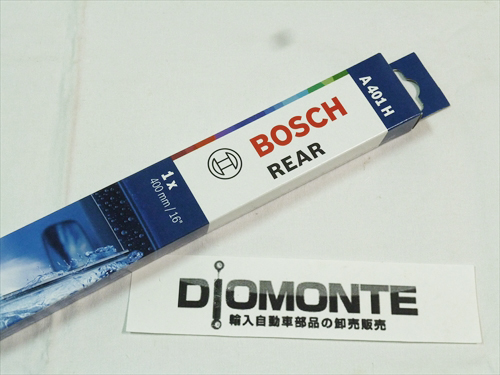 A 401 H
BOSCH
REAR
1 x
400 mm / 16"
DIOMONTE
輸入自動車部品の卸売販売